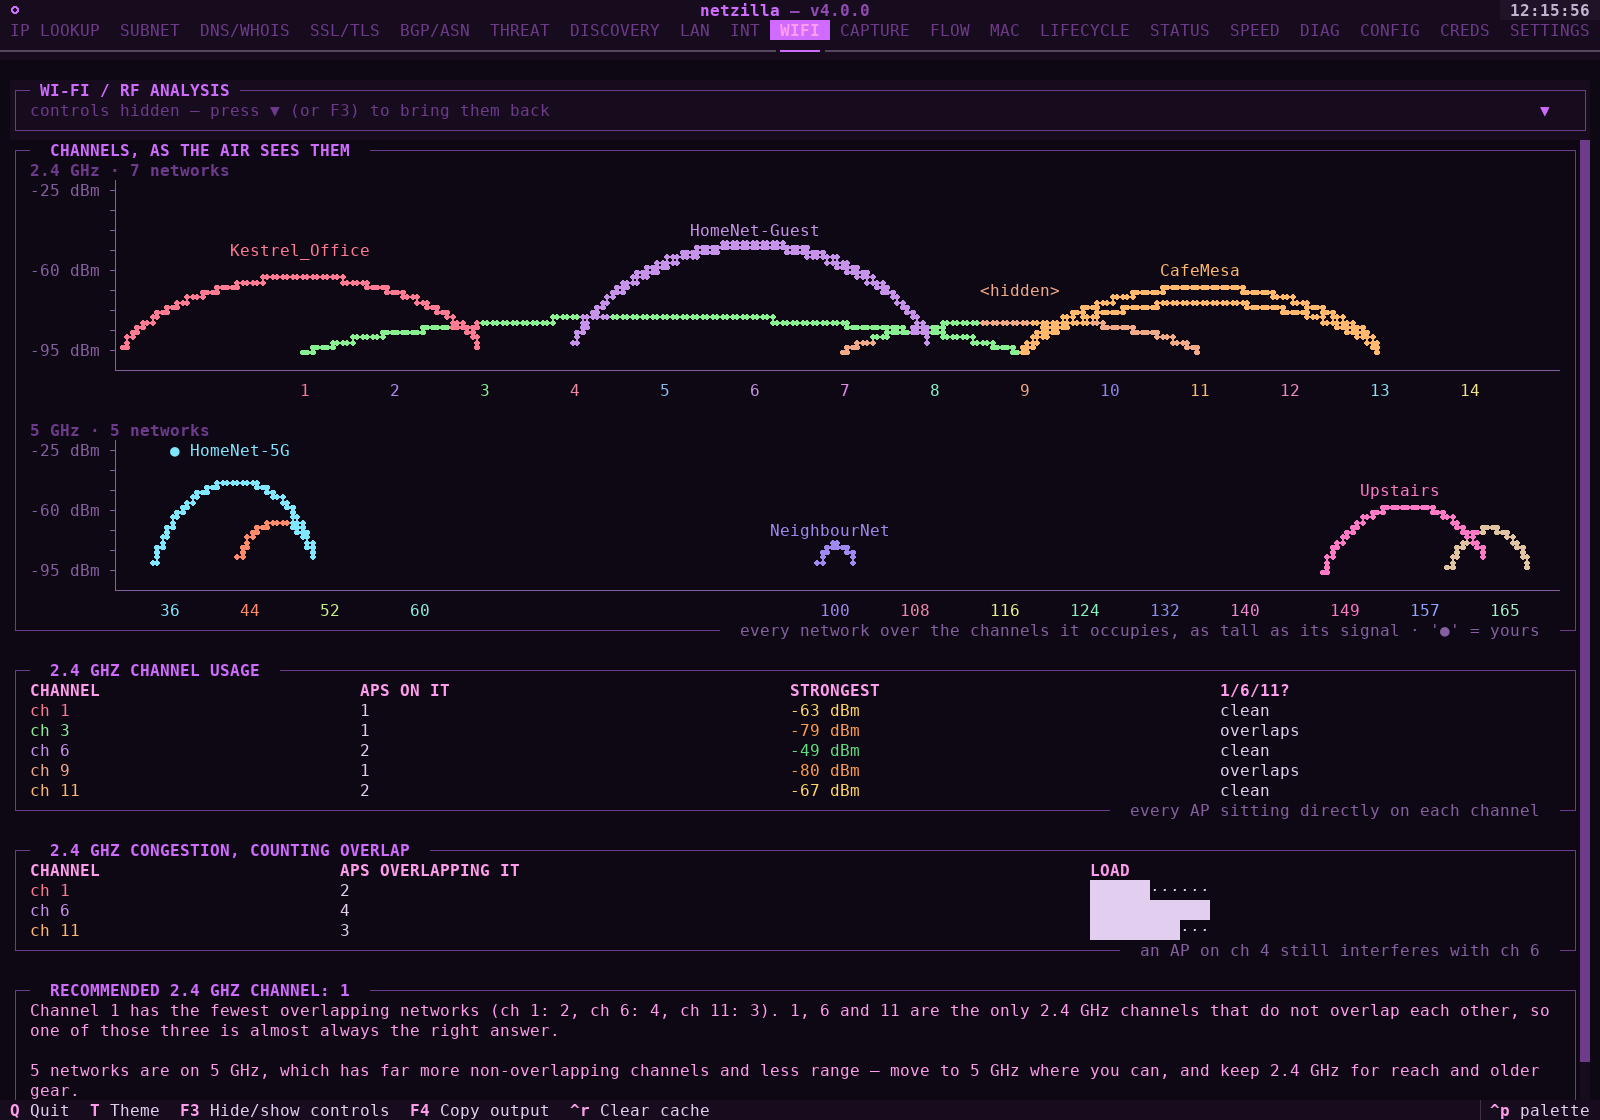 netzilla — v4.0.0 12:15:56
IP LOOKUP SUBNET DNS/WHOIS SSL/TLS BGP/ASN THREAT DISCOVERY LAN INT WIFI CAPTURE FLOW MAC LIFECYCLE STATUS SPEED DIAG CONFIG CREDS SETTINGS
WI-FI / RF ANALYSIS
controls hidden — press ▼ (or F3) to bring them back ▼
CHANNELS, AS THE AIR SEES THEM
2.4 GHz · 7 networks
-25 dBm
HomeNet-Guest
Kestrel_Office
-60 dBm
CafeMesa
<hidden>
-95 dBm
1 2 3 4 5 6 7 8 9 10 11 12 13 14
5 GHz · 5 networks
-25 dBm
● HomeNet-5G
Upstairs
-60 dBm
NeighbourNet
-95 dBm
36 44 52 60 100 108 116 124 132 140 149 157 165
every network over the channels it occupies, as tall as its signal · '●' = yours
2.4 GHZ CHANNEL USAGE
CHANNEL APS ON IT STRONGEST 1/6/11?
ch 1 1 -63 dBm clean
ch 3 1 -79 dBm overlaps
ch 6 2 -49 dBm clean
ch 9 1 -80 dBm overlaps
ch 11 2 -67 dBm clean
every AP sitting directly on each channel
2.4 GHZ CONGESTION, COUNTING OVERLAP
CHANNEL APS OVERLAPPING IT LOAD
ch 1 2 ······
ch 6 4
ch 11 3 ···
an AP on ch 4 still interferes with ch 6
RECOMMENDED 2.4 GHZ CHANNEL: 1
Channel 1 has the fewest overlapping networks (ch 1: 2, ch 6: 4, ch 11: 3). 1, 6 and 11 are the only 2.4 GHz channels that do not overlap each other, so
one of those three is almost always the right answer.
5 networks are on 5 GHz, which has far more non-overlapping channels and less range — move to 5 GHz where you can, and keep 2.4 GHz for reach and older
gear.
Q Quit T Theme F3 Hide/show controls F4 Copy output ^r Clear cache ^p palette